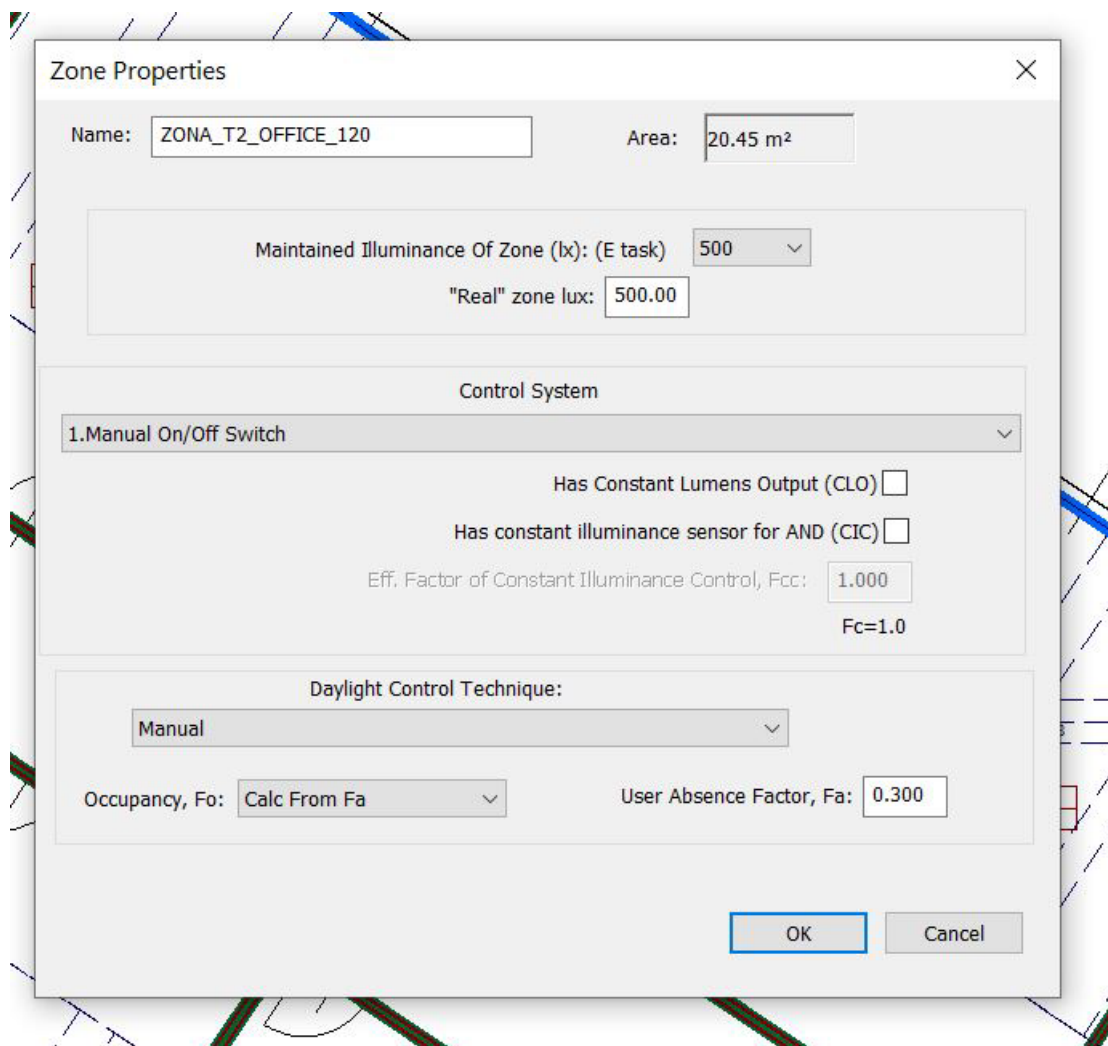 Zone Properties
Name: ZONA_T2_OFFICE_120 Area: 20.45 m²
Maintained Illuminance Of Zone (lx): (E task) 500
"Real" zone lux: 500.00
Control System
1.Manual On/Off Switch
Has Constant Lumens Output (CLO)
Has constant illuminance sensor for AND (CIC)
Eff. Factor of Constant Illuminance Control, Fcc: 1.000
Fc=1.0
Daylight Control Technique:
Manual
Occupancy, Fo: Calc From Fa User Absence Factor, Fa: 0.300
OK Cancel